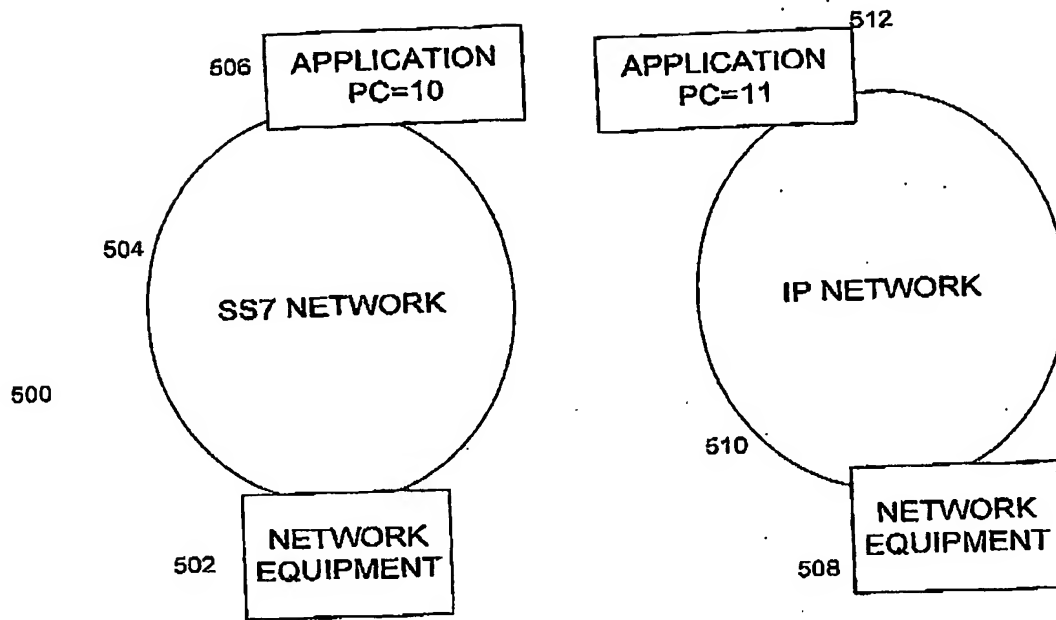 512
506
APPLICATION
PC=10
APPLICATION
PC=11
504
SS7 NETWORK
IP NETWORK
500
510
502
NETWORK
EQUIPMENT
508
NETWORK
EQUIPMENT